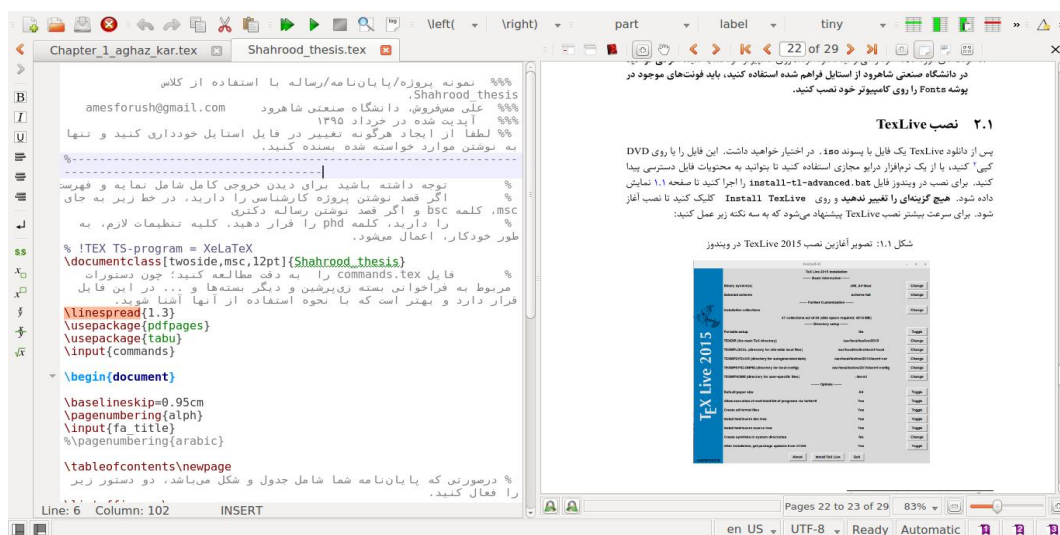 \left(
\right)
part
label
tiny
Chapter_1_aghaz_kar.tex
Shahrood_thesis.tex
22 of 29
%%% نمونه پروژه/پایان‌نامه/رساله با استفاده از کلاس
Shahrood_thesis.
%%% علی مس‌فروش، دانشگاه صنعتی شاهرود amesforush@gmail.com
%%% آپدیت شده در خرداد ۱۳۹۵
%% لطفا از ایجاد هرگونه تغییر در فایل استایل خودداری کنید و تنها
به نوشتن موارد خواسته شده بسنده کنید.
% توجه داشته باشید برای دیدن خروجی کامل شامل نمایه و فهرست
% اگر قصد نوشتن پروژه کارشناسی را دارید، در خط زیر به جای
msc، کلمه bsc و اگر قصد نوشتن رساله دکتری
% را دارید، کلمه phd را قرار دهید. کلیه تنظیمات لازم، به
طور خودکار، اعمال می‌شود.
% !TEX TS-program = XeLaTeX
\documentclass[twoside,msc,12pt]{Shahrood_thesis}
% فایل commands.tex را به دقت مطالعه کنید؛ چون دستورات
مربوط به فراخوانی بسته زی‌پرشین و دیگر بسته‌ها و ... در این فایل
قرار دارد و بهتر است که با نحوه استفاده از آنها آشنا شوید.
\linespread{1.3}
\usepackage{pdfpages}
\usepackage{tabu}
\input{commands}
\begin{document}
\baselineskip=0.95cm
\pagenumbering{alph}
\input{fa_title}
%\pagenumbering{arabic}
\tableofcontents\newpage
% درصورتی که پایان‌نامه شما شامل جدول و شکل می‌باشد، دو دستور زیر
را فعال کنید.
Line: 6 Column: 102 INSERT
در دانشگاه صنعتی شاهرود از استایل فراهم شده استفاده کنید، باید فونت‌های موجود در
پوشه Fonts را روی کامپیوتر خود نصب کنید.
۲.۱ نصب TexLive
پس از دانلود TexLive یک فایل با پسوند .iso در اختیار خواهید داشت. این فایل را یا روی DVD
کپی۲ کنید، یا از یک نرم‌افزار درایو مجازی استفاده کنید تا بتوانید به محتویات فایل دسترسی پیدا
کنید. برای نصب در ویندوز فایل install-tl-advanced.bat را اجرا کنید تا صفحه ۱.۱ نمایش
داده شود. هیچ گزینه‌ای را تغییر ندهید و روی Install TexLive کلیک کنید تا نصب آغاز
شود. برای سرعت بیشتر نصب TexLive پیشنهاد می‌شود که به سه نکته زیر عمل کنید:
شکل ۱.۱: تصویر آغازین نصب TexLive 2015 در ویندوز
TeX Live 2015
Pages 22 to 23 of 29 83%
en US UTF-8 Ready Automatic